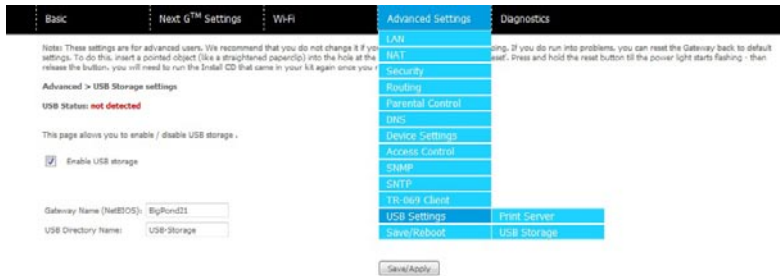 Basic Next G™ Settings Wi-Fi Advanced Settings Diagnostics
LAN
Note: These settings are for advanced users. We recommend that you do not change it if you ing. If you do run into problems, you can reset the Gateway back to default
NAT
settings. To do this, insert a pointed object (like a straightened paperclip) into the hole at the eset'. Press and hold the reset button till the power light starts flashing - then
release the button. you will need to run the Install CD that came in your kit again once you
Security
Advanced > USB Storage settings
Routing
Parental Control
USB Status: not detected
DNS
This page allows you to enable / disable USB storage .
Device Settings
Access Control
Enable USB storage
SNMP
SNTP
TR-069 Client
Gateway Name (NetBIOS): BigPond21
USB Settings Print Server
USB Directory Name: USB-Storage
Save/Reboot USB Storage
Save/Apply